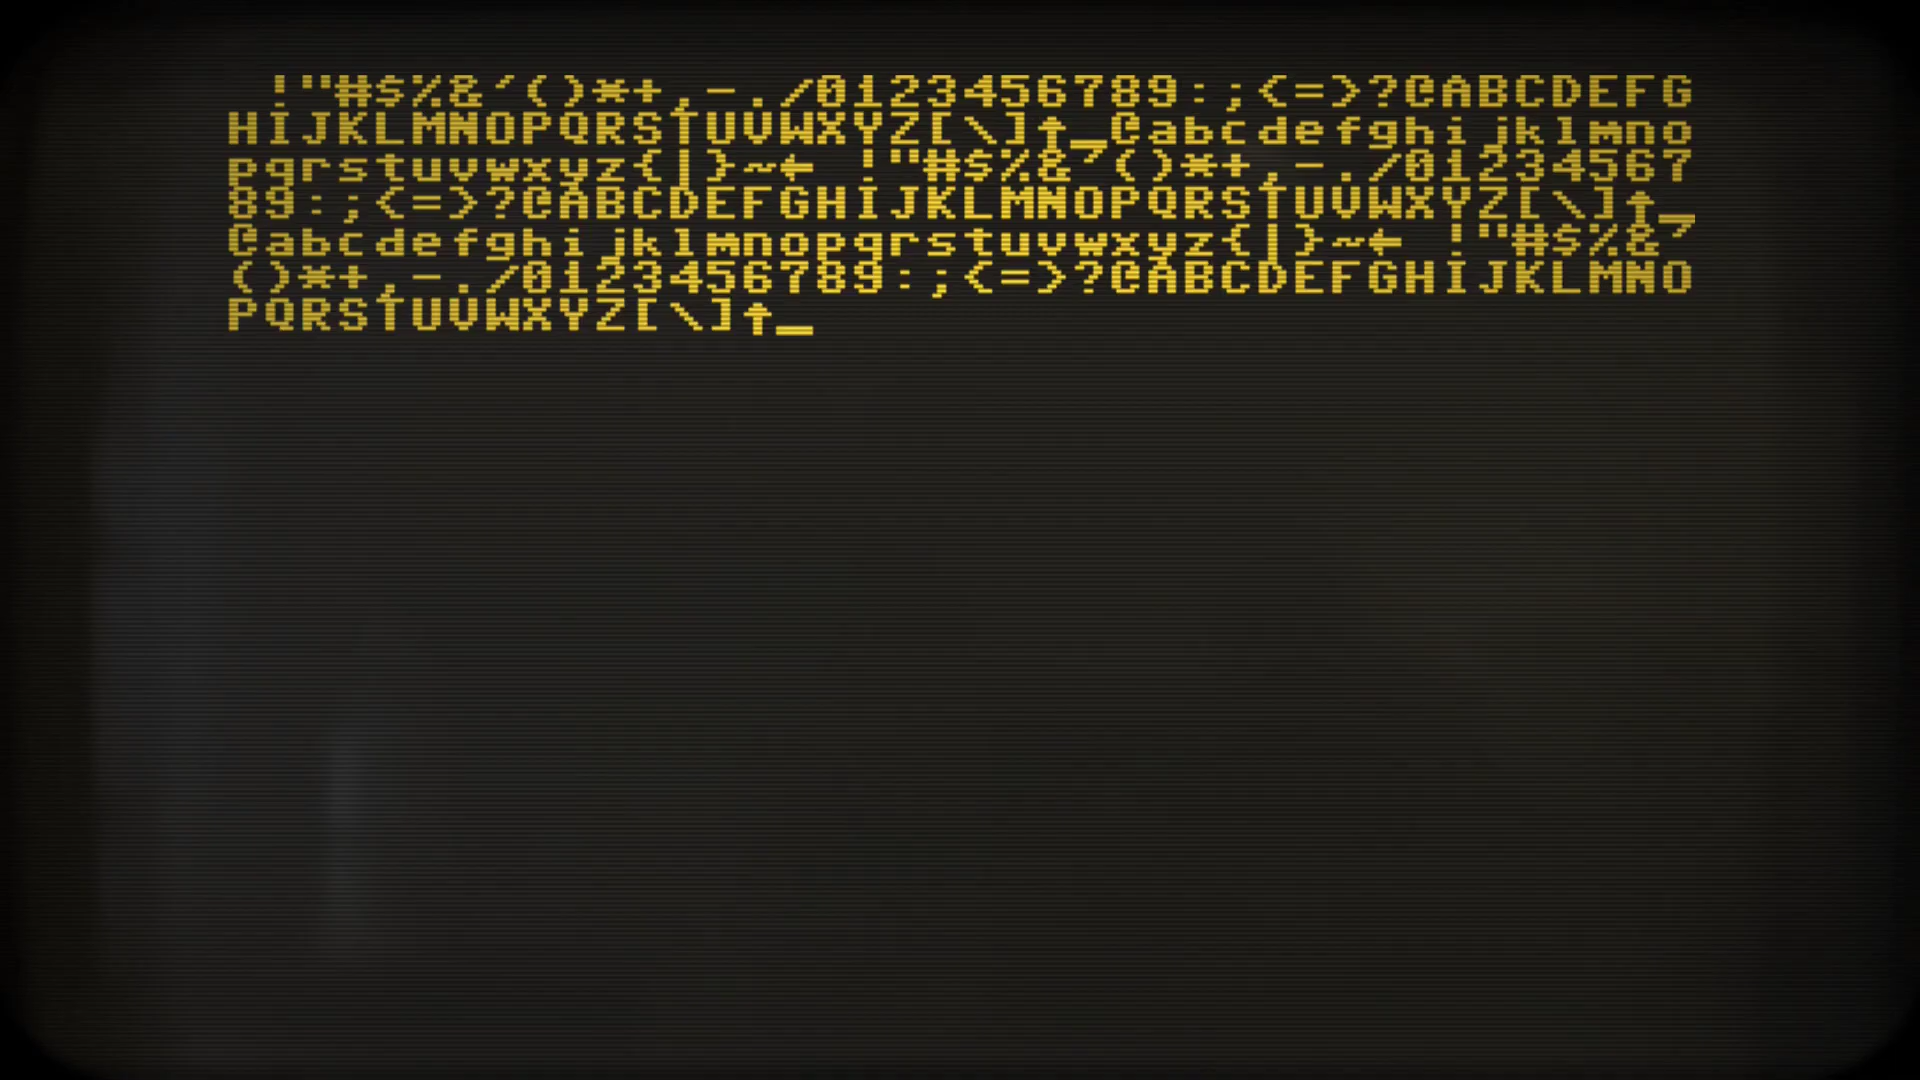 !"#$%&´()*+,-./0123456789:;<=>?@ABCDEFG
HIJKLMNOPQRSTUVWXYZ[\]↑_@abcdefghijklmno
pqrstuvwxyz{|}~← !"#$%&´()*+,-./01234567
89:;<=>?@ABCDEFGHIJKLMNOPQRSTUVWXYZ[\]↑_
@abcdefghijklmnopqrstuvwxyz{|}~← !"#$%&´
()*+,-./0123456789:;<=>?@ABCDEFGHIJKLMNO
PQRSTUVWXYZ[\]↑_